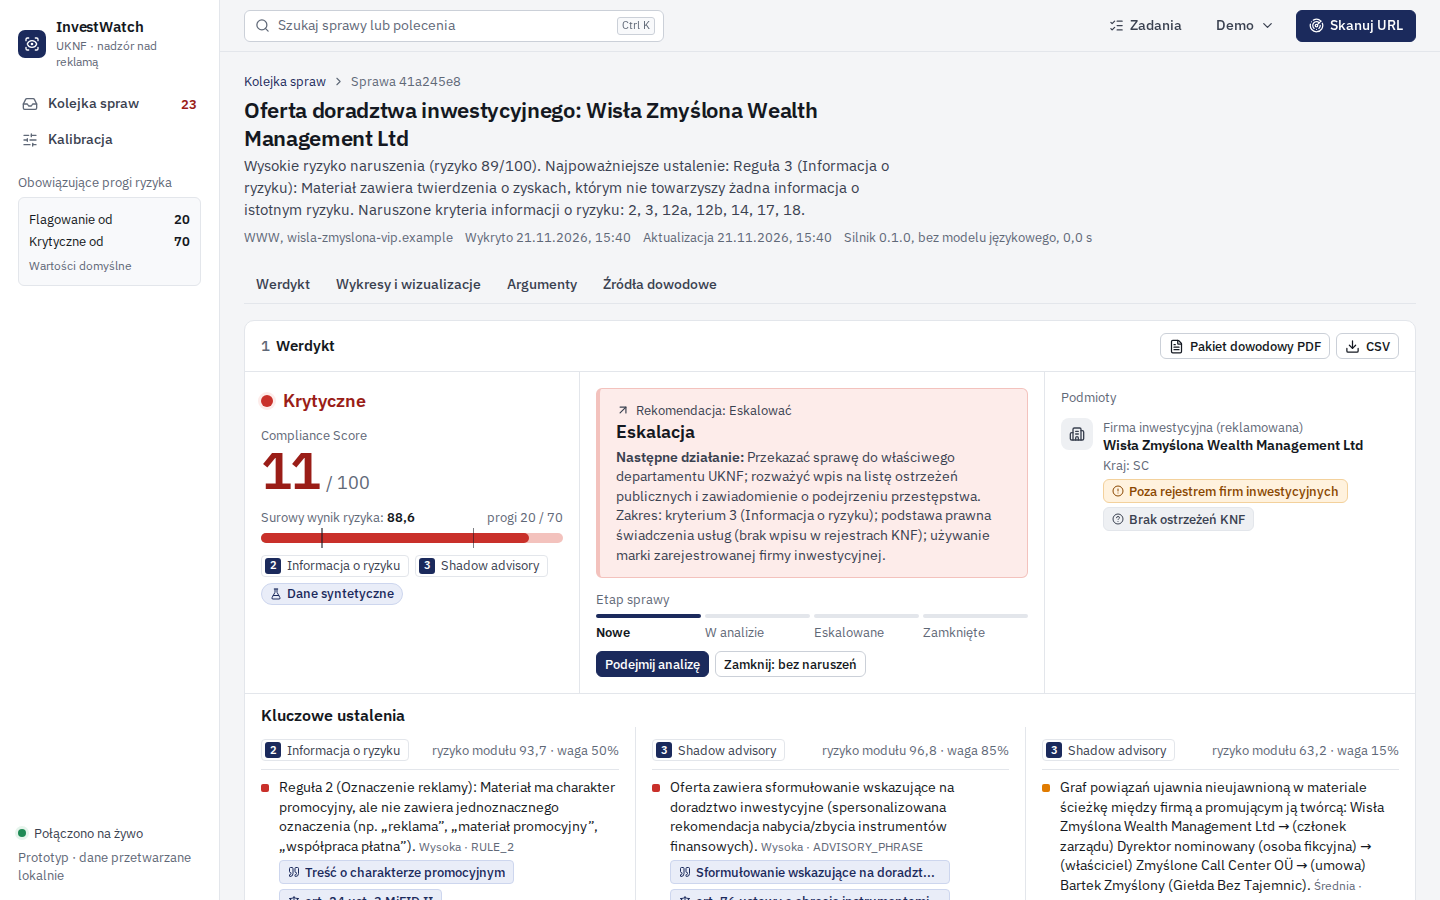 InvestWatch
UKNF · nadzór nad
reklamą
Kolejka spraw 23
Kalibracja
Obowiązujące progi ryzyka
Flagowanie od 20
Krytyczne od 70
Wartości domyślne
Połączono na żywo
Prototyp · dane przetwarzane
lokalnie
Szukaj sprawy lub polecenia Ctrl K
Zadania Demo Skanuj URL
Kolejka spraw > Sprawa 41a245e8
Oferta doradztwa inwestycyjnego: Wisła Zmyślona Wealth
Management Ltd
Wysokie ryzyko naruszenia (ryzyko 89/100). Najpoważniejsze ustalenie: Reguła 3 (Informacja o
ryzyku): Materiał zawiera twierdzenia o zyskach, którym nie towarzyszy żadna informacja o
istotnym ryzyku. Naruszone kryteria informacji o ryzyku: 2, 3, 12a, 12b, 14, 17, 18.
WWW, wisla-zmyslona-vip.example Wykryto 21.11.2026, 15:40 Aktualizacja 21.11.2026, 15:40 Silnik 0.1.0, bez modelu językowego, 0,0 s
Werdykt Wykresy i wizualizacje Argumenty Źródła dowodowe
1 Werdykt Pakiet dowodowy PDF CSV
Krytyczne
Compliance Score
11 / 100
Surowy wynik ryzyka: 88,6 progi 20 / 70
2 Informacja o ryzyku 3 Shadow advisory
Dane syntetyczne
Rekomendacja: Eskalować
Eskalacja
Następne działanie: Przekazać sprawę do właściwego
departamentu UKNF; rozważyć wpis na listę ostrzeżeń
publicznych i zawiadomienie o podejrzeniu przestępstwa.
Zakres: kryterium 3 (Informacja o ryzyku); podstawa prawna
świadczenia usług (brak wpisu w rejestrach KNF); używanie
marki zarejestrowanej firmy inwestycyjnej.
Etap sprawy
Nowe W analizie Eskalowane Zamknięte
Podejmij analizę Zamknij: bez naruszeń
Podmioty
Firma inwestycyjna (reklamowana)
Wisła Zmyślona Wealth Management Ltd
Kraj: SC
Poza rejestrem firm inwestycyjnych
Brak ostrzeżeń KNF
Kluczowe ustalenia
2 Informacja o ryzyku ryzyko modułu 93,7 · waga 50%
Reguła 2 (Oznaczenie reklamy): Materiał ma charakter
promocyjny, ale nie zawiera jednoznacznego
oznaczenia (np. „reklama”, „materiał promocyjny”,
„współpraca płatna”). Wysoka · RULE_2
Treść o charakterze promocyjnym
art. 24 ust. 3 MiFID II
3 Shadow advisory ryzyko modułu 96,8 · waga 85%
Oferta zawiera sformułowanie wskazujące na
doradztwo inwestycyjne (spersonalizowana
rekomendacja nabycia/zbycia instrumentów
finansowych). Wysoka · ADVISORY_PHRASE
Sformułowanie wskazujące na doradzt...
art. 76 ustawy o obrocie instrumentami...
3 Shadow advisory ryzyko modułu 63,2 · waga 15%
Graf powiązań ujawnia nieujawnioną w materiale
ścieżkę między firmą a promującym ją twórcą: Wisła
Zmyślona Wealth Management Ltd → (członek
zarządu) Dyrektor nominowany (osoba fikcyjna) →
(właściciel) Zmyślone Call Center OÜ → (umowa)
Bartek Zmyślony (Giełda Bez Tajemnic). Średnia ·